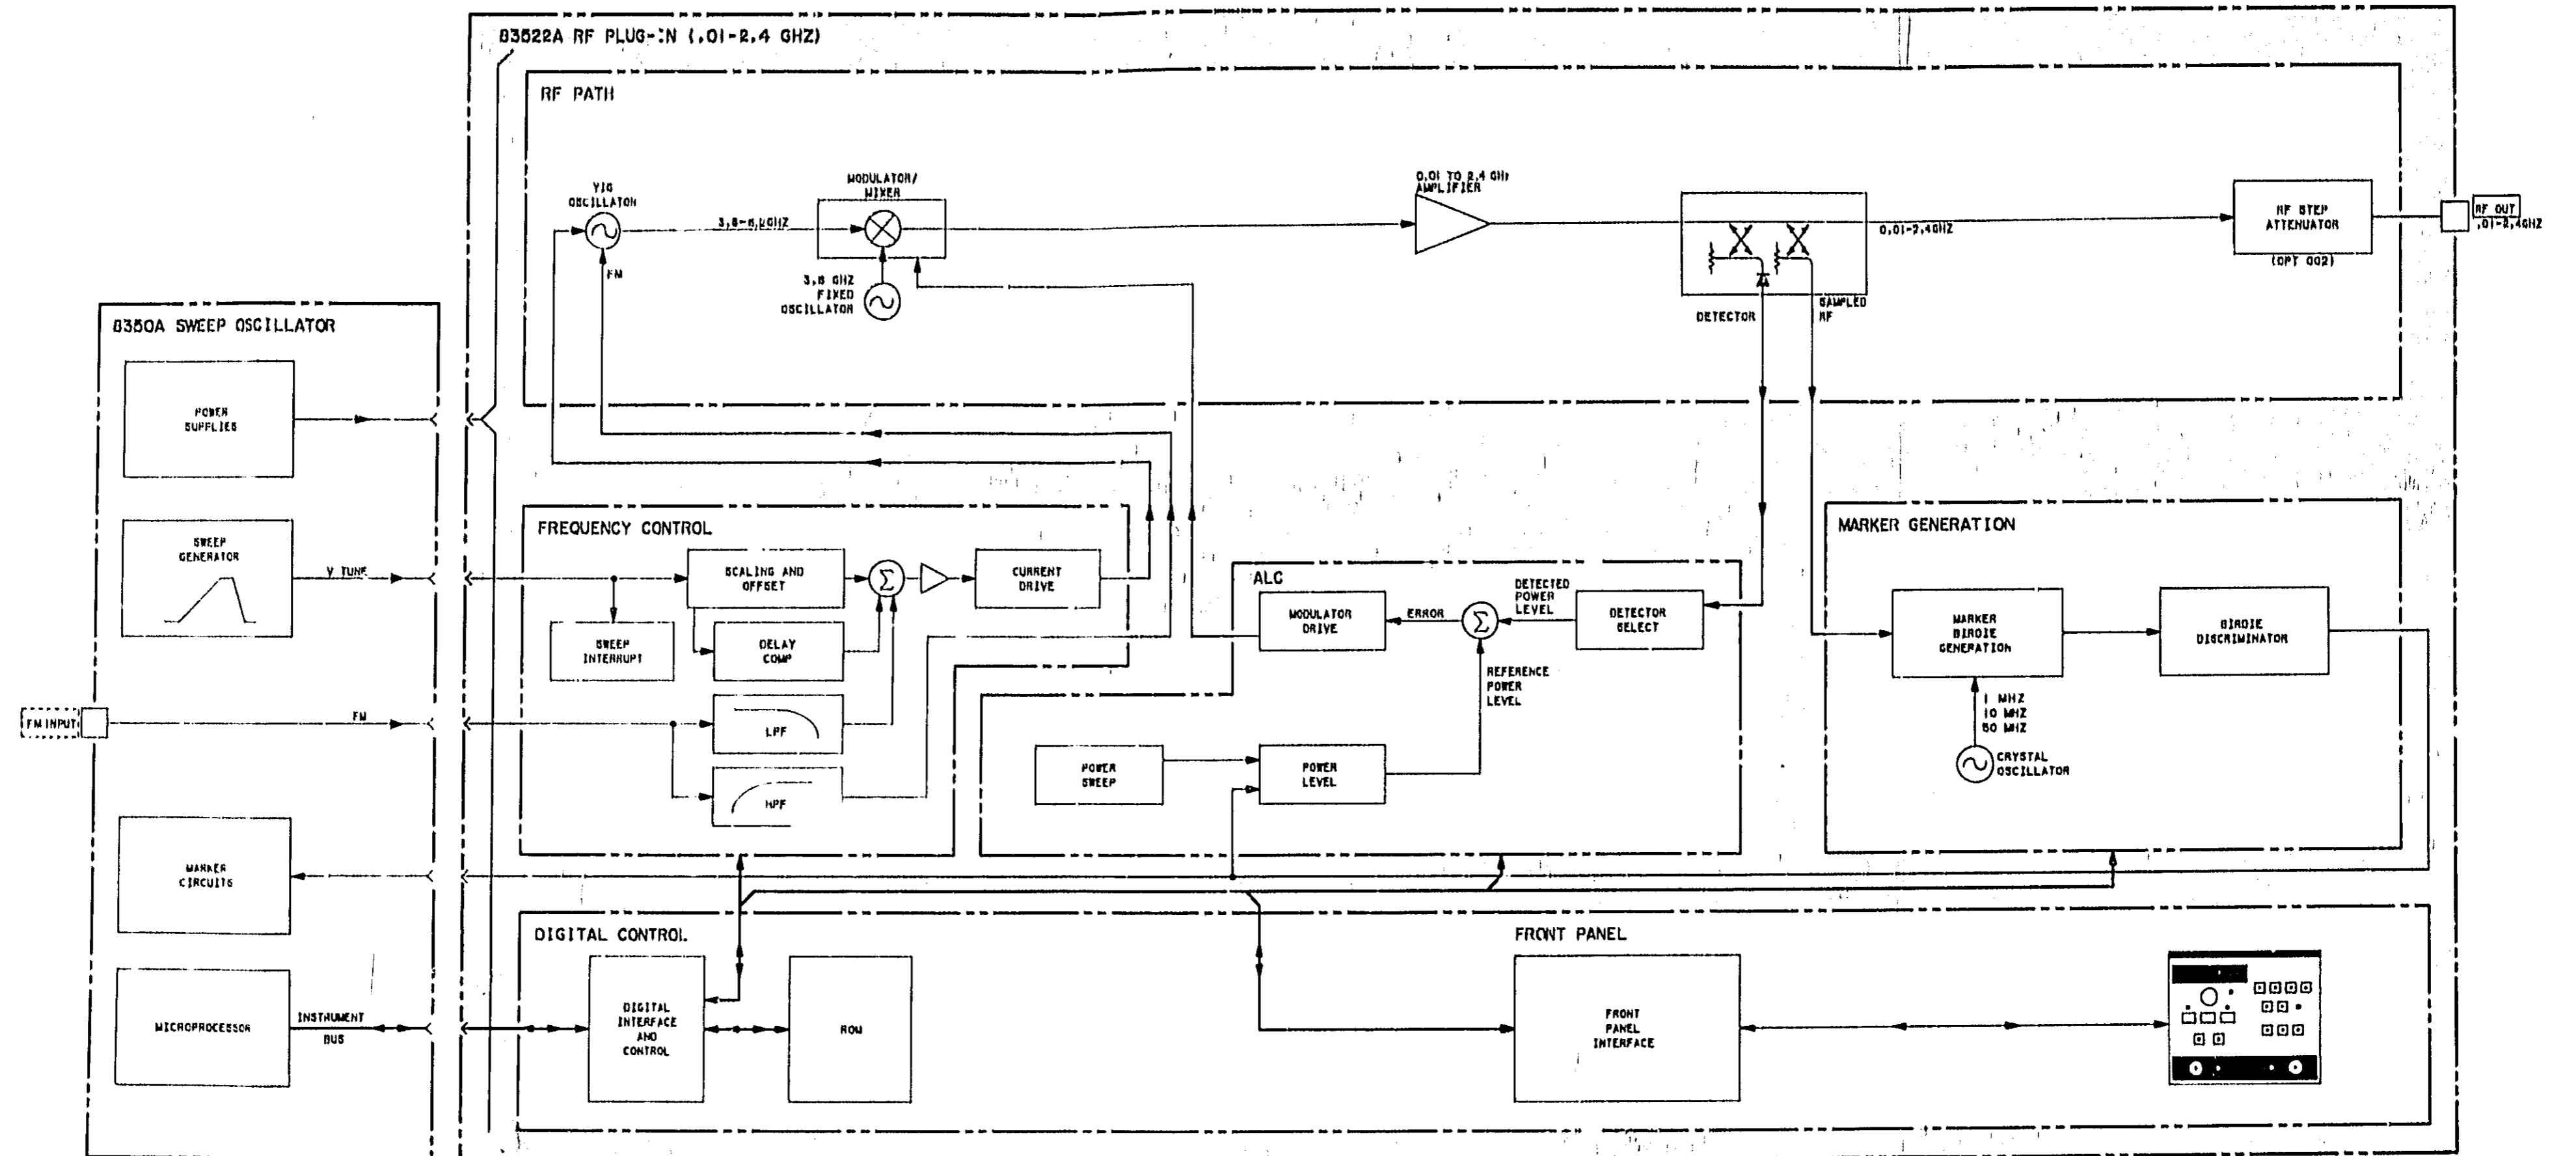 83522A RF PLUG-IN (.01-2.4 GHZ)
RF PATH
YIG
OSCILLATOR
FM
MODULATOR/
MIXER
3.8 GHZ
FIXED
OSCILLATOR
0.01 TO 2.4 GHz
AMPLIFIER
DETECTOR
SAMPLED
RF
0.01-2.4GHZ
RF STEP
ATTENUATOR
(OPT 002)
RF OUT
.01-2.4GHZ
8350A SWEEP OSCILLATOR
POWER
SUPPLIES
SWEEP
GENERATOR
V TUNE
FM INPUT
FM
MARKER
CIRCUITS
MICROPROCESSOR
INSTRUMENT
BUS
FREQUENCY CONTROL
SCALING AND
OFFSET
Σ
CURRENT
DRIVE
SWEEP
INTERRUPT
DELAY
COMP
LPF
HPF
ALC
MODULATOR
DRIVE
ERROR
Σ
DETECTED
POWER
LEVEL
DETECTOR
SELECT
REFERENCE
POWER
LEVEL
POWER
SWEEP
POWER
LEVEL
MARKER GENERATION
MARKER
BIRDIE
GENERATION
BIRDIE
DISCRIMINATOR
1 MHZ
10 MHZ
50 MHZ
CRYSTAL
OSCILLATOR
DIGITAL CONTROL
DIGITAL
INTERFACE
AND
CONTROL
ROM
FRONT PANEL
FRONT
PANEL
INTERFACE